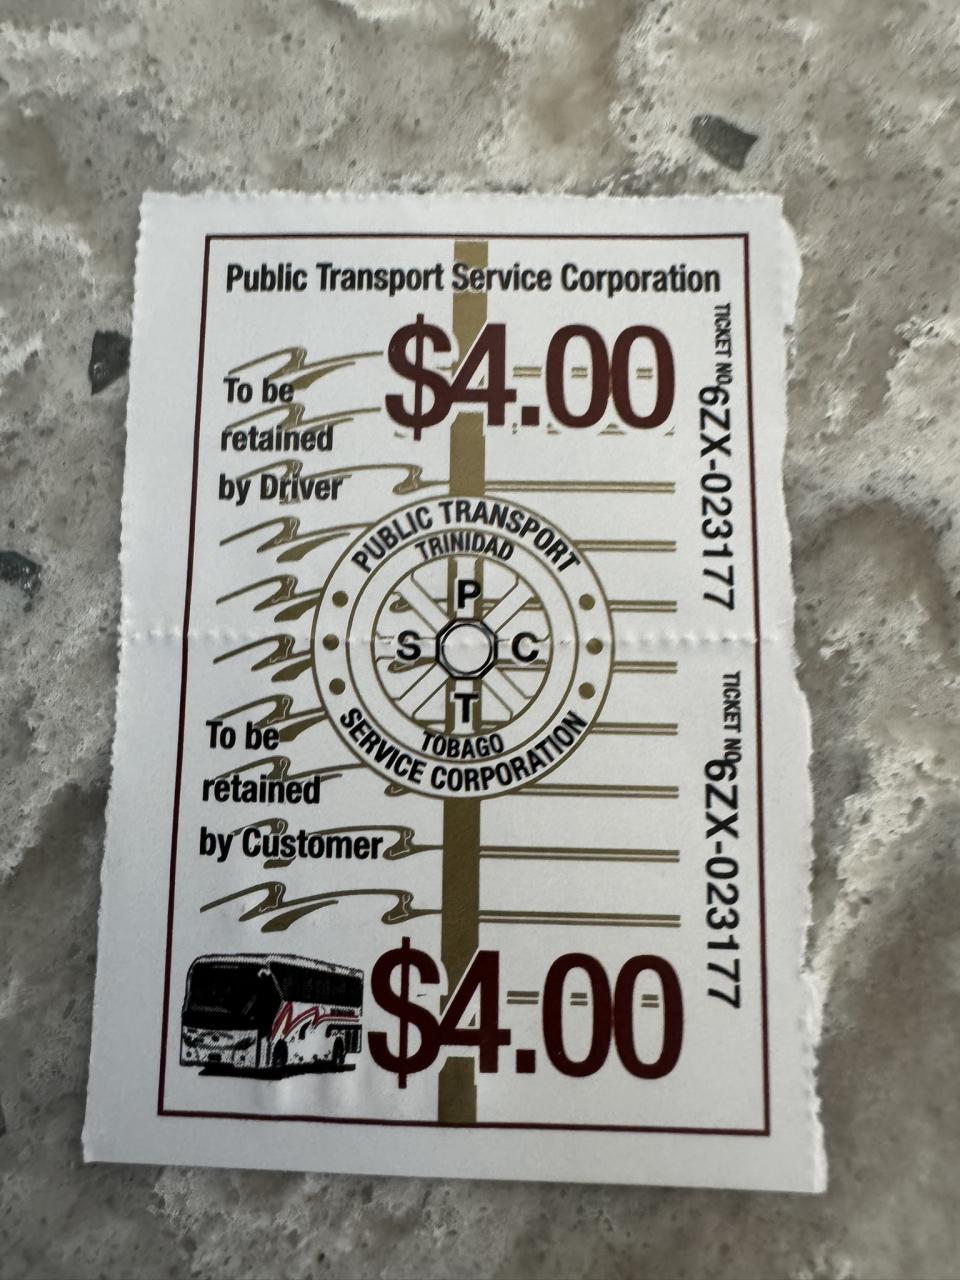 Public Transport Service Corporation
$4.00
To be
retained
by Driver
TICKET NO.
6ZX-023177
PUBLIC TRANSPORT
TRINIDAD
P
S C
T
TOBAGO
SERVICE CORPORATION
To be
retained
by Customer
TICKET NO.
6ZX-023177
$4.00